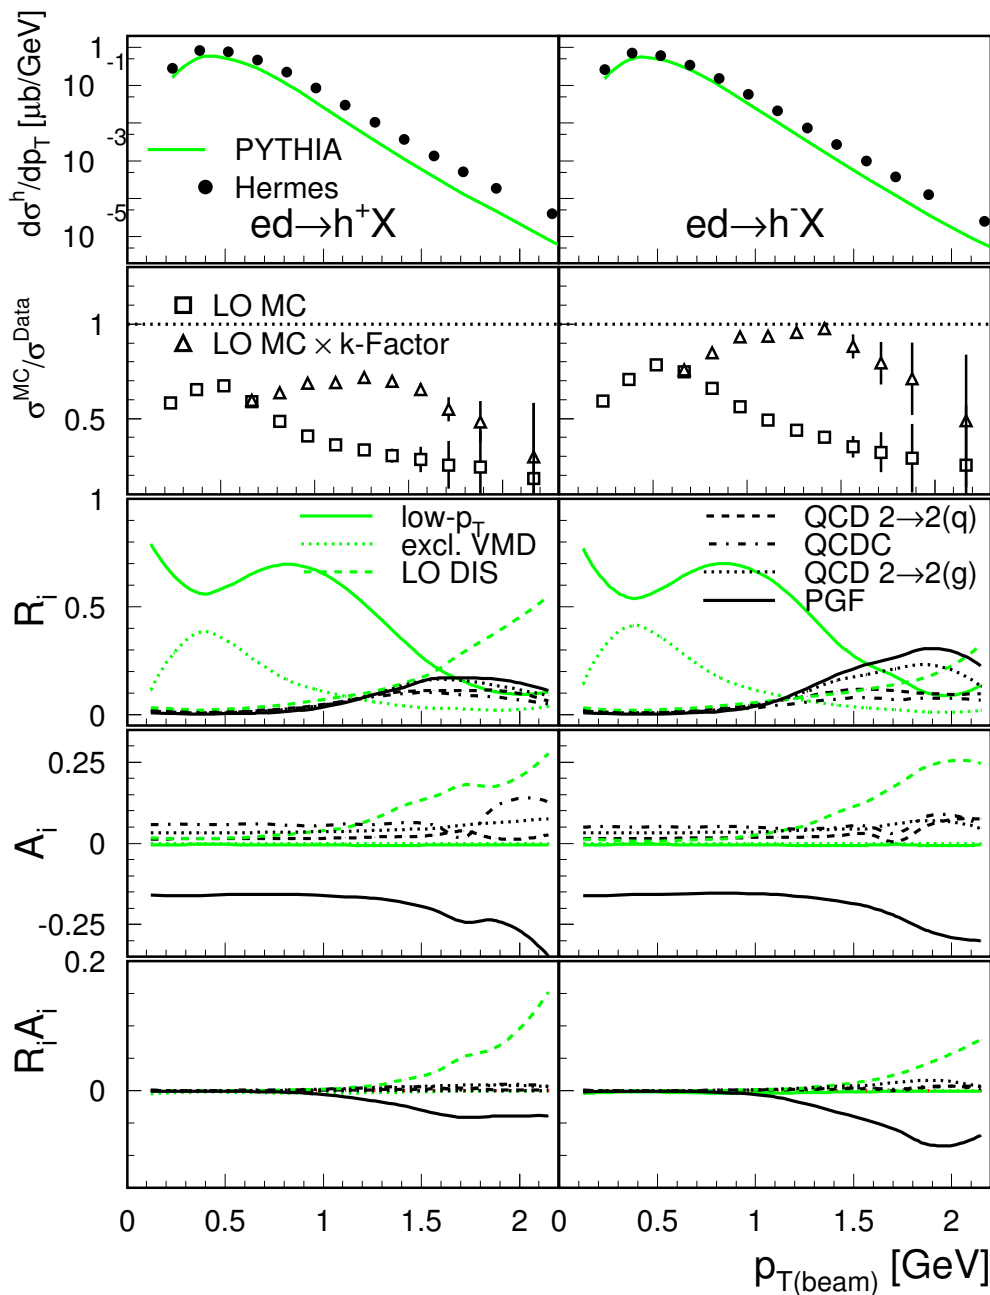 dσʰ/dp_T [μb/GeV]
1
10⁻¹
10⁻³
10⁻⁵
PYTHIA
Hermes
ed→h⁺X
ed→h⁻X
σᴹᶜ/σᴰᵃᵗᵃ
1
0.5
LO MC
LO MC × k-Factor
R_i
1
0.5
0
low-p_T
excl. VMD
LO DIS
QCD 2→2(q)
QCDC
QCD 2→2(g)
PGF
A_i
0.25
0
-0.25
R_iA_i
0.2
0
0 0.5 1 1.5 2 0 0.5 1 1.5 2
p_T(beam) [GeV]